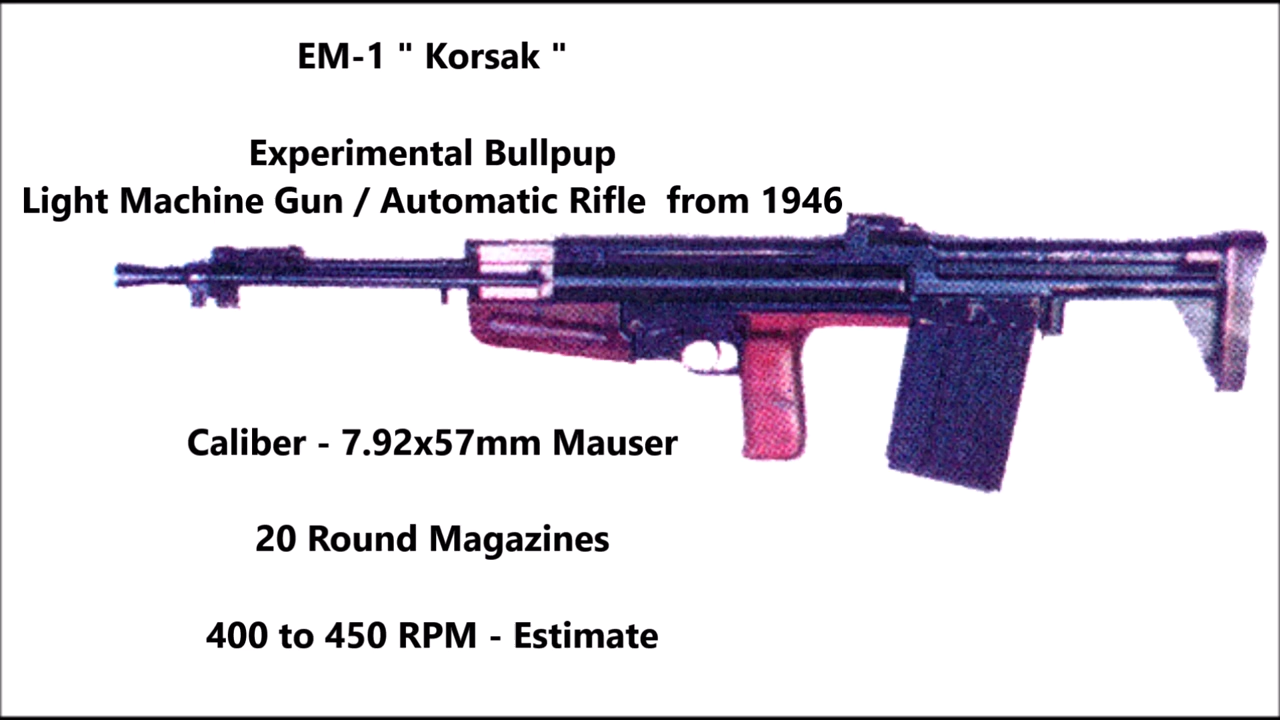 EM-1 " Korsak "
Experimental Bullpup
Light Machine Gun / Automatic Rifle  from 1946
Caliber - 7.92x57mm Mauser
20 Round Magazines
400 to 450 RPM - Estimate